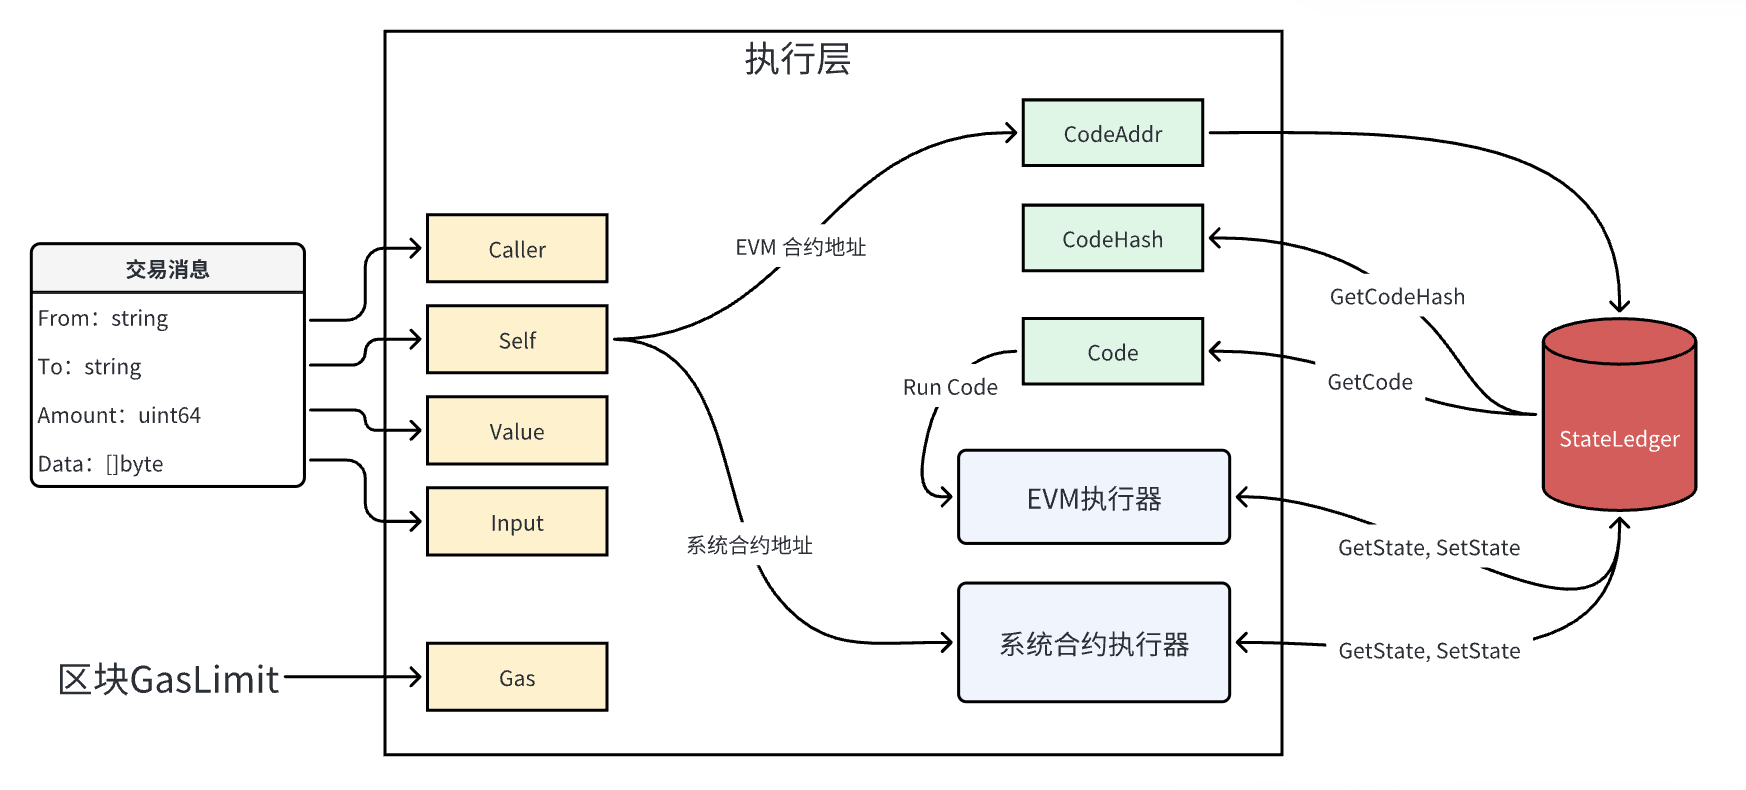 执行层
交易消息
From：string
To：string
Amount：uint64
Data：[]byte
区块GasLimit
Caller
Self
Value
Input
Gas
EVM 合约地址
系统合约地址
CodeAddr
CodeHash
Code
Run Code
EVM执行器
系统合约执行器
GetCodeHash
GetCode
StateLedger
GetState, SetState
GetState, SetState